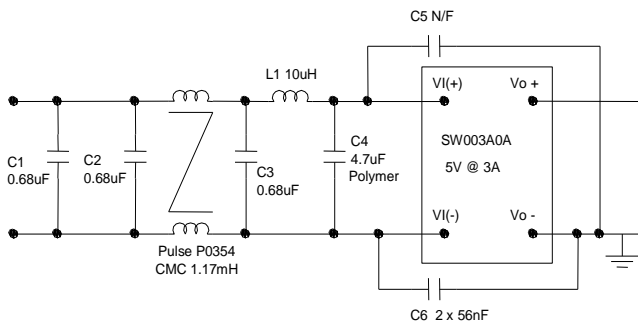 C5 N/F
L1 10uH
VI(+)
Vo +
C1
0.68uF
C2
0.68uF
C3
0.68uF
C4
4.7uF
Polymer
SW003A0A
5V @ 3A
VI(-)
Vo -
Pulse P0354
CMC 1.17mH
C6 2 x 56nF